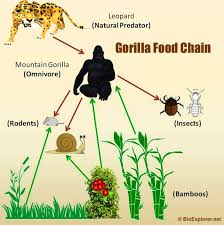 Leopard
(Natural Predator)
Gorilla Food Chain
Mountain Gorilla
(Omnivore)
(Rodents)
(Insects)
(Bamboos)
© BioExplorer.net